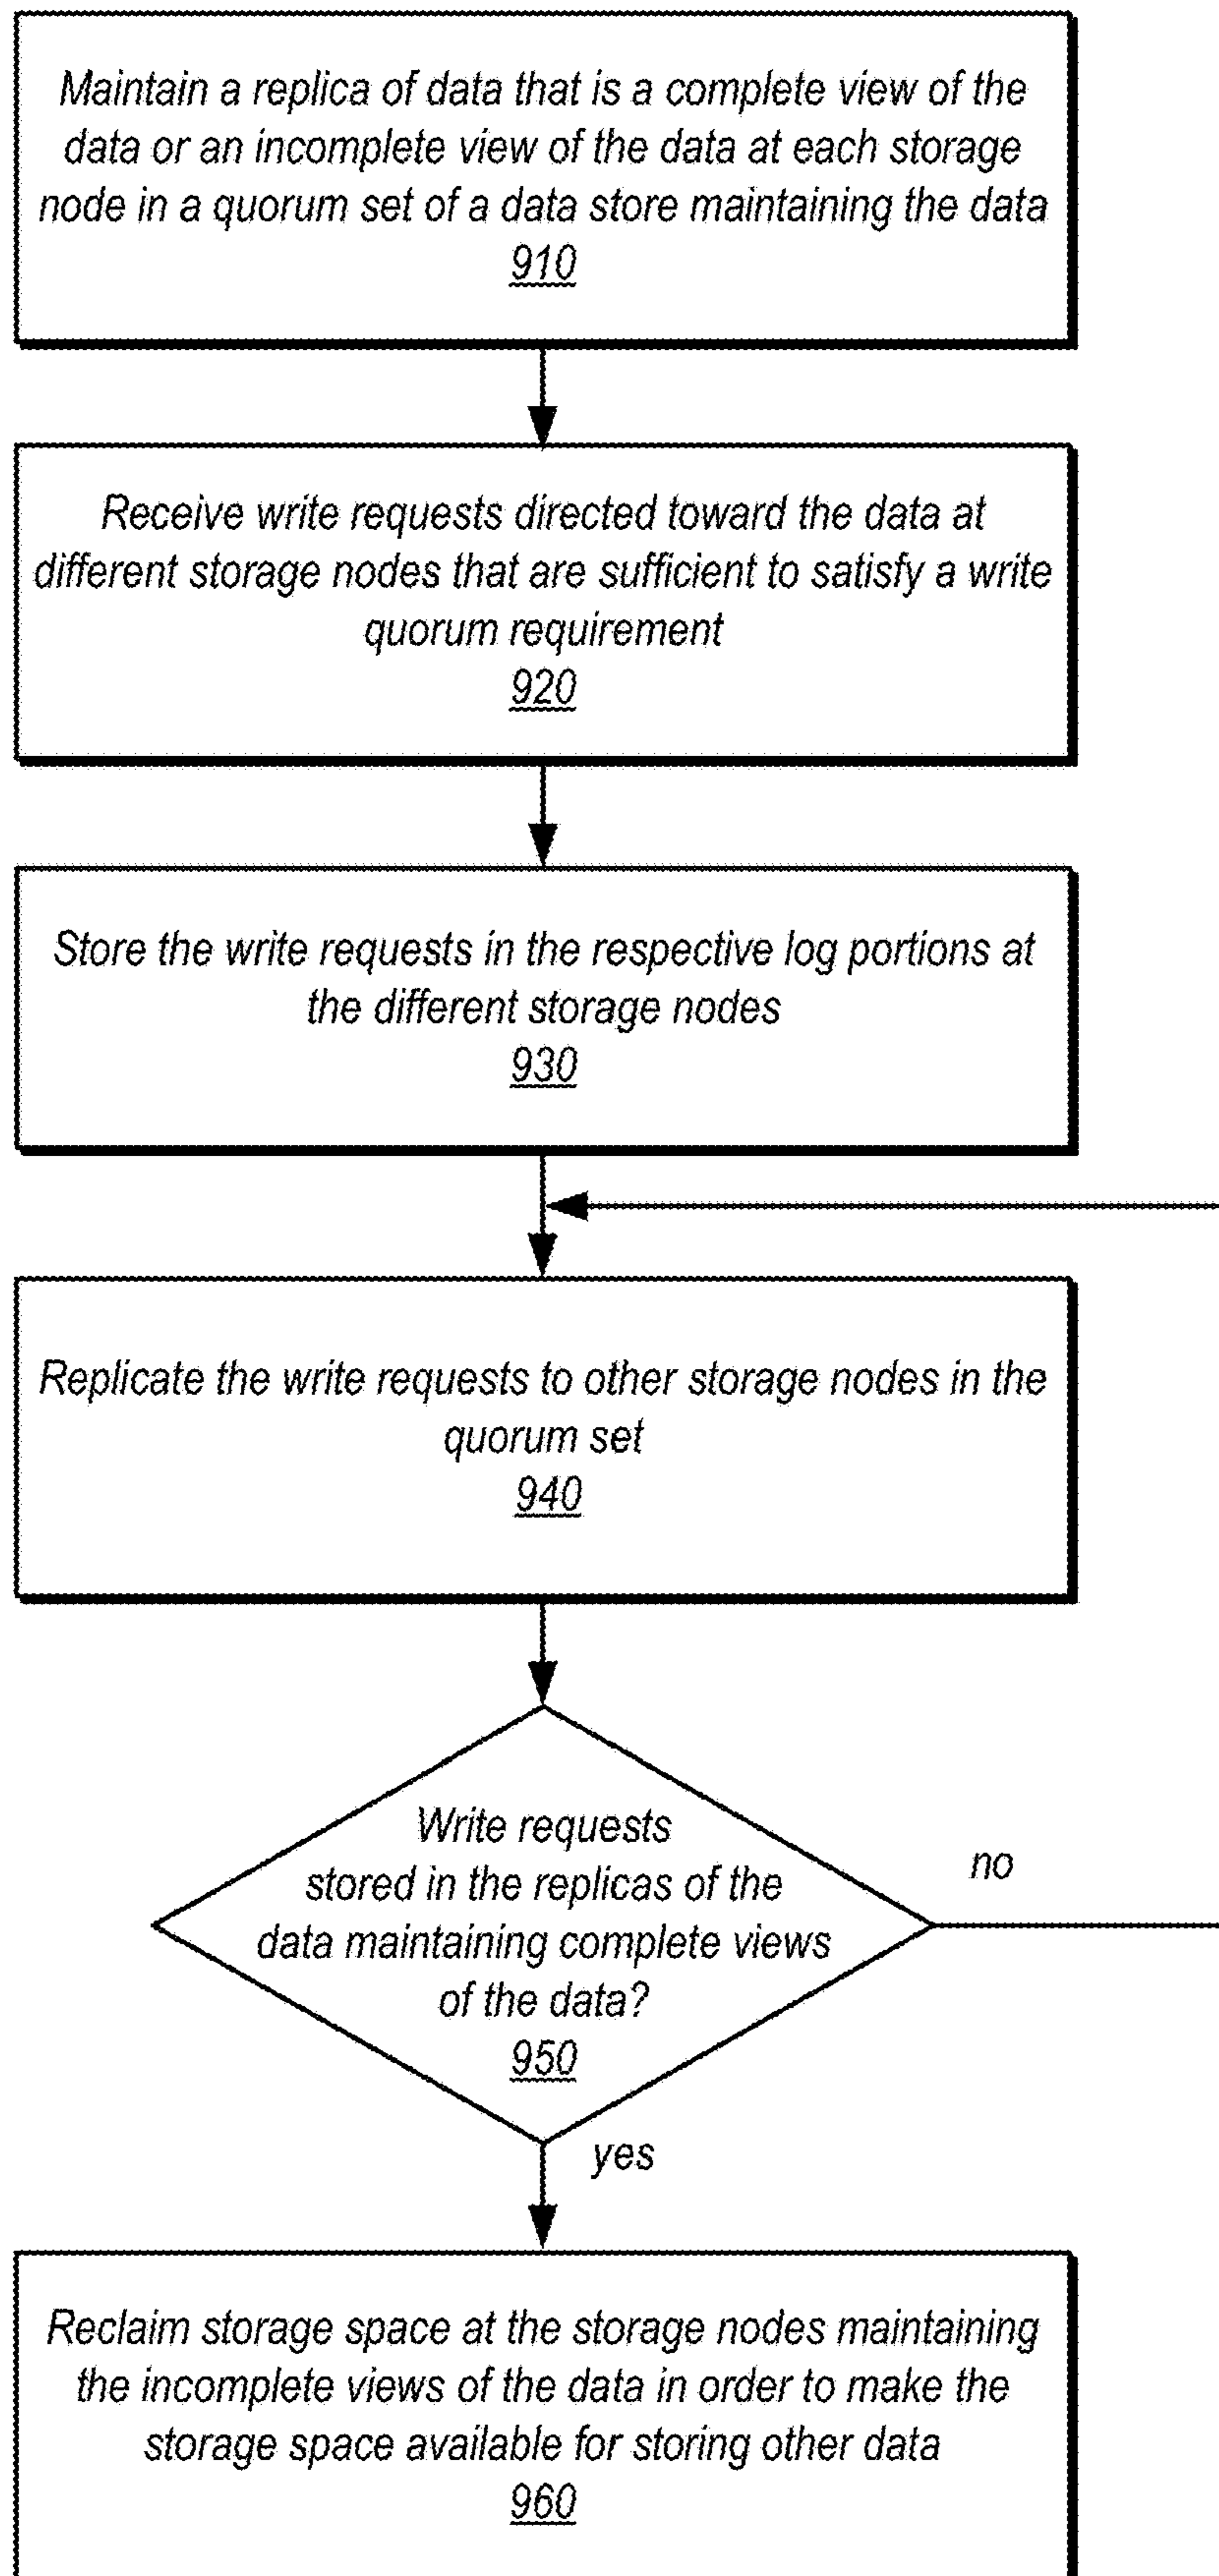 Maintain a replica of data that is a complete view of the
data or an incomplete view of the data at each storage
node in a quorum set of a data store maintaining the data
910
Receive write requests directed toward the data at
different storage nodes that are sufficient to satisfy a write
quorum requirement
920
Store the write requests in the respective log portions at
the different storage nodes
930
Replicate the write requests to other storage nodes in the
quorum set
940
Write requests
stored in the replicas of the
data maintaining complete views
of the data?
950
no
yes
Reclaim storage space at the storage nodes maintaining
the incomplete views of the data in order to make the
storage space available for storing other data
960